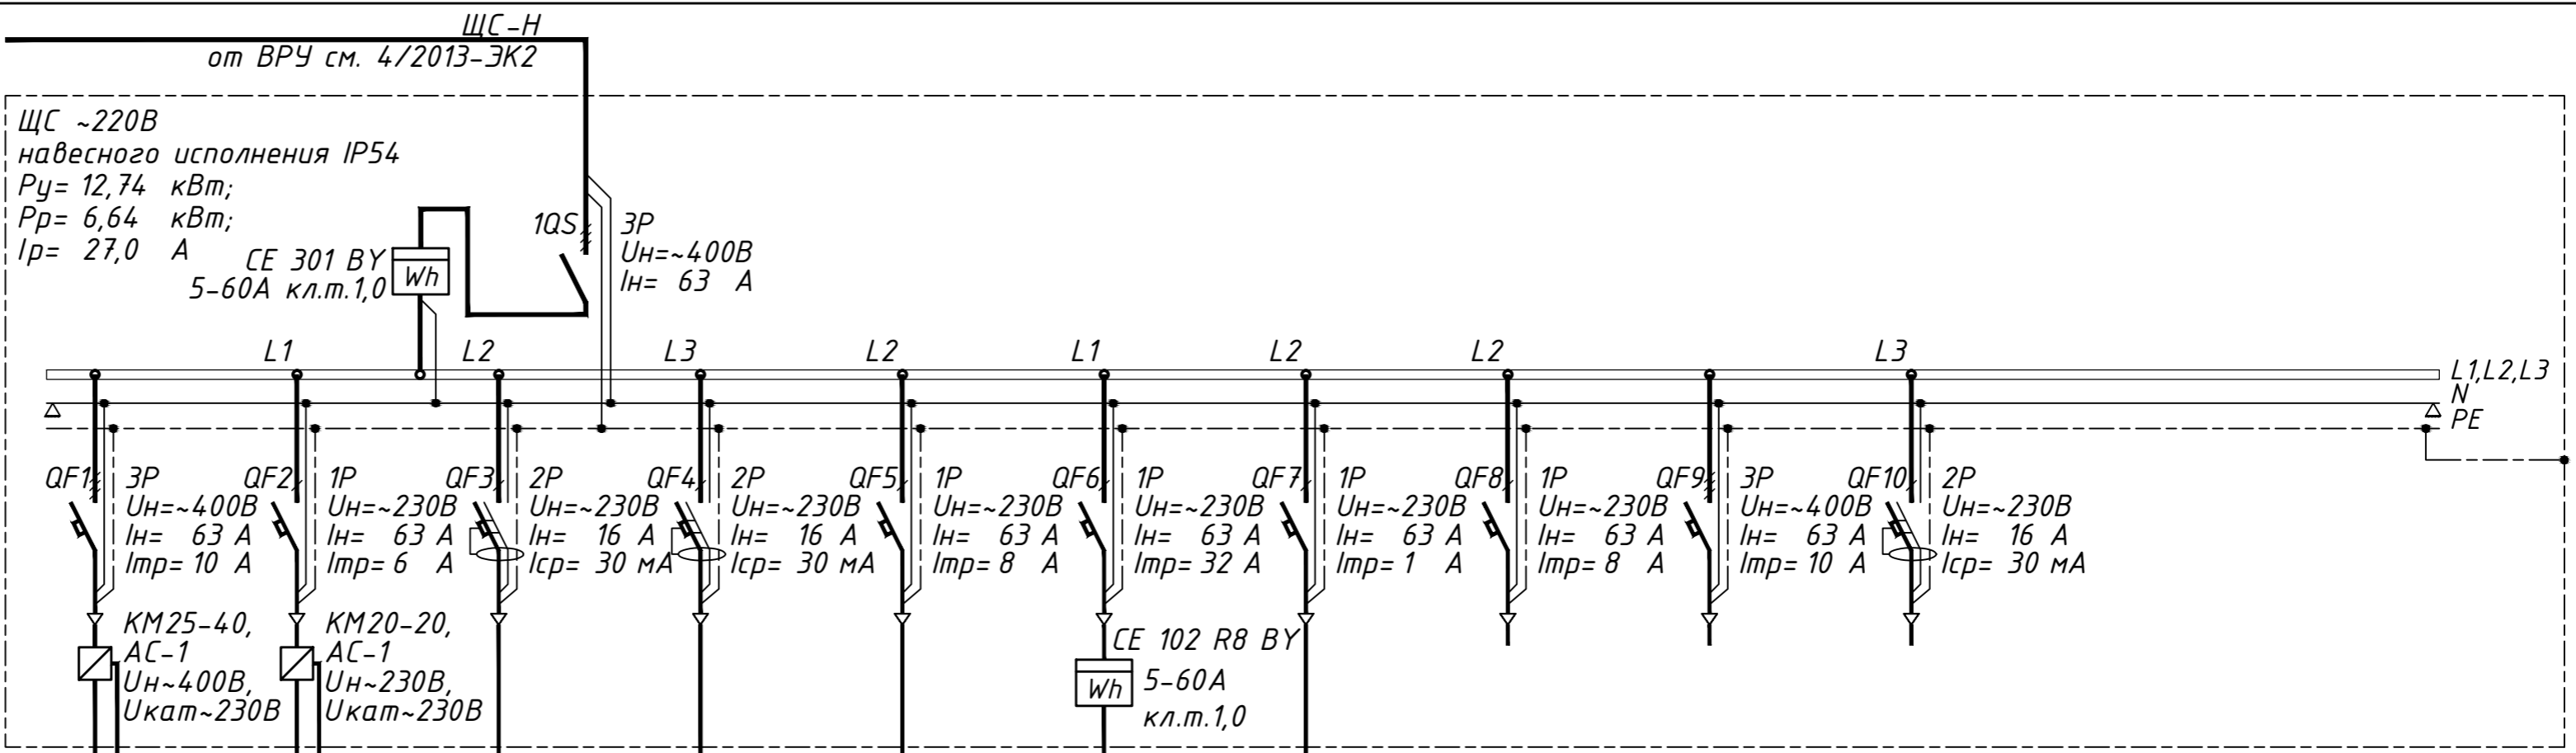 ЩС-Н
от ВРУ см. 4/2013-ЭК2
ЩС ~220В
навесного исполнения IP54
Ру= 12,74 кВт;
Рр= 6,64 кВт;
Iр= 27,0 А
СЕ 301 BY
5-60А кл.т.1,0
Wh
1QS
3Р
Uн=~400В
Iн= 63 А
L1
L2
L3
L2
L1
L2
L2
L3
L1,L2,L3
N
PE
QF1
3Р
Uн=~400В
Iн= 63 А
Iтр= 10 А
QF2
1Р
Uн=~230В
Iн= 63 А
Iтр= 6 А
QF3
2Р
Uн=~230В
Iн= 16 А
Iср= 30 мА
QF4
2Р
Uн=~230В
Iн= 16 А
Iср= 30 мА
QF5
1Р
Uн=~230В
Iн= 63 А
Iтр= 8 А
QF6
1Р
Uн=~230В
Iн= 63 А
Iтр= 32 А
QF7
1Р
Uн=~230В
Iн= 63 А
Iтр= 1 А
QF8
1Р
Uн=~230В
Iн= 63 А
Iтр= 8 А
QF9
3Р
Uн=~400В
Iн= 63 А
Iтр= 10 А
QF10
2Р
Uн=~230В
Iн= 16 А
Iср= 30 мА
КМ25-40,
АС-1
Uн~400В,
Uкат~230В
КМ20-20,
АС-1
Uн~230В,
Uкат~230В
СЕ 102 R8 BY
Wh
5-60А
кл.т.1,0